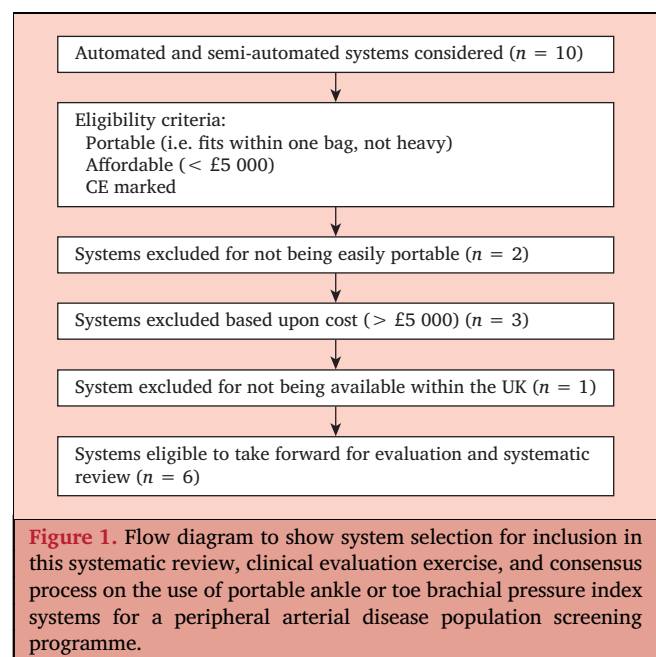 Automated and semi-automated systems considered (n = 10)
Eligibility criteria:
Portable (i.e. fits within one bag, not heavy)
Affordable (< £5 000)
CE marked
Systems excluded for not being easily portable (n = 2)
Systems excluded based upon cost (> £5 000) (n = 3)
System excluded for not being available within the UK (n = 1)
Systems eligible to take forward for evaluation and systematic
review (n = 6)
Figure 1. Flow diagram to show system selection for inclusion in
this systematic review, clinical evaluation exercise, and consensus
process on the use of portable ankle or toe brachial pressure index
systems for a peripheral arterial disease population screening
programme.